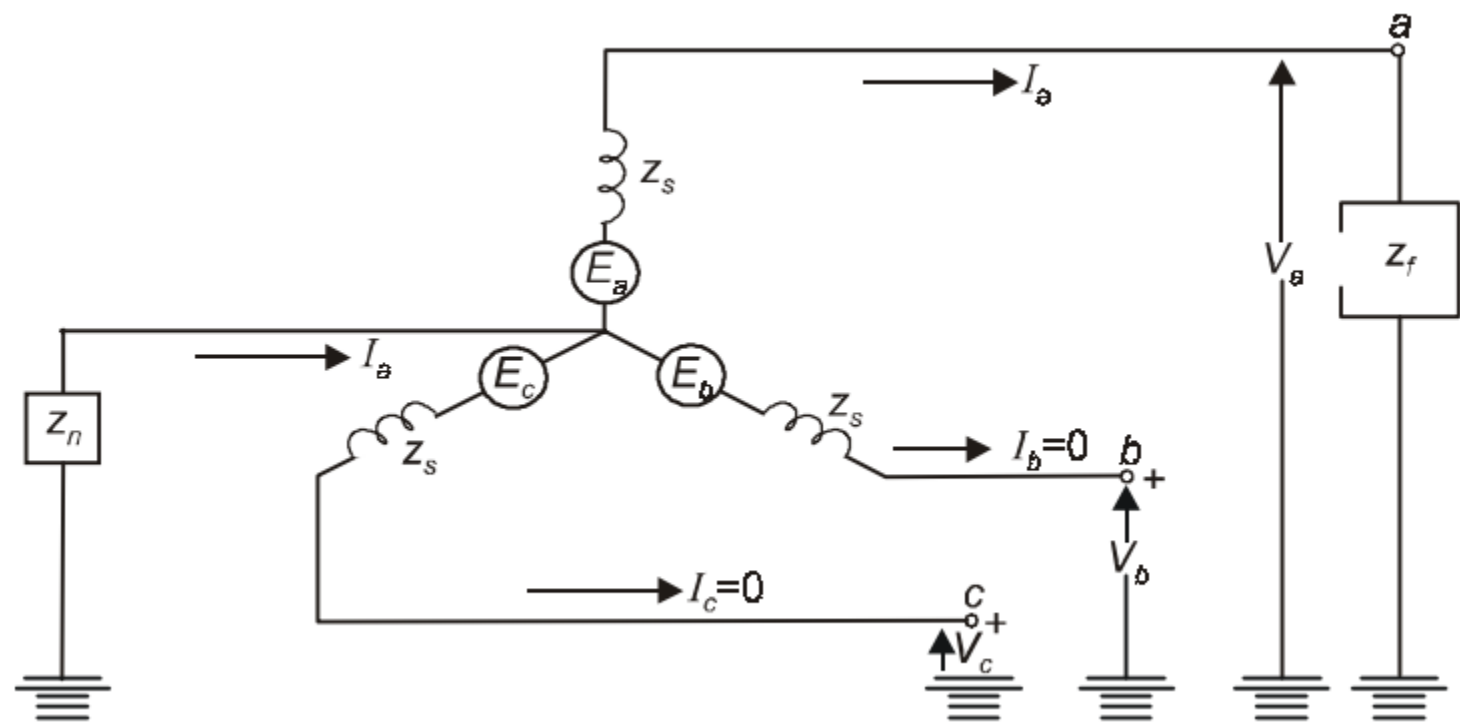 a
I_a
z_s
E_a
V_a
z_f
I_a
E_c
E_b
z_n
z_s
z_s
I_b=0
b
+
V_b
I_c=0
c
+
V_c